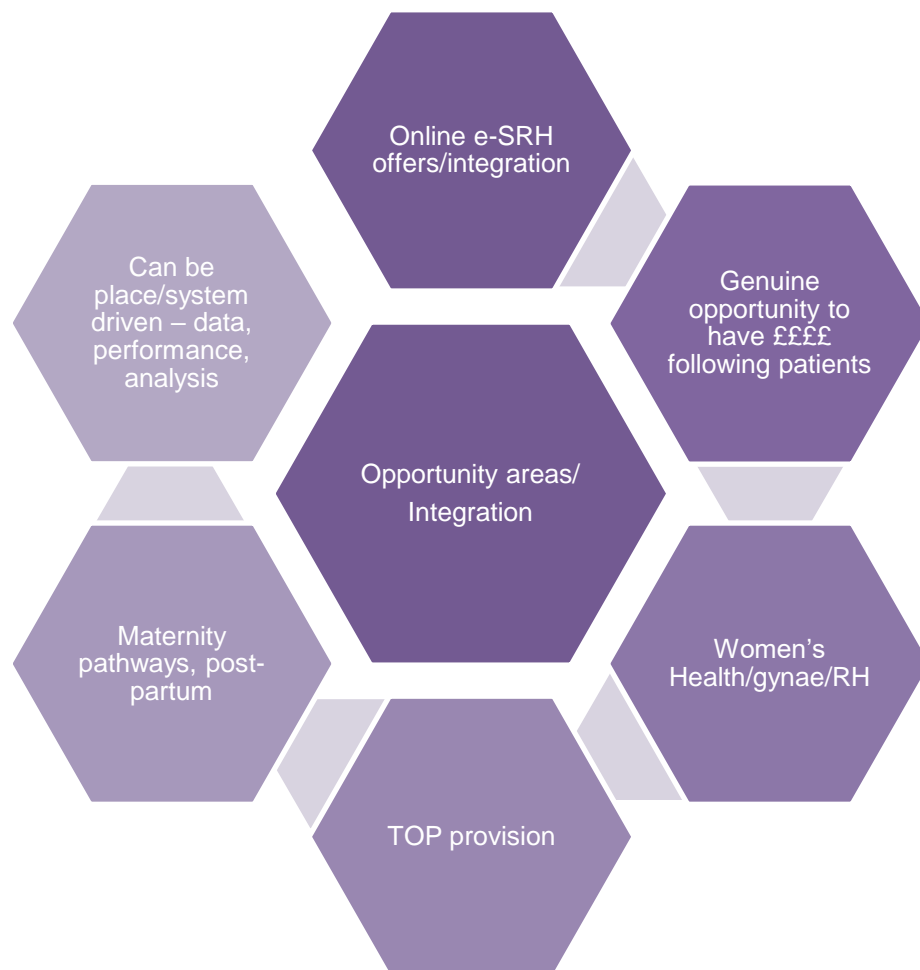 Online e-SRH
offers/integration
Genuine
opportunity to
have ££££
following patients
Women's
Health/gynae/RH
TOP provision
Maternity
pathways, post-
partum
Can be
place/system
driven – data,
performance,
analysis
Opportunity areas/
Integration